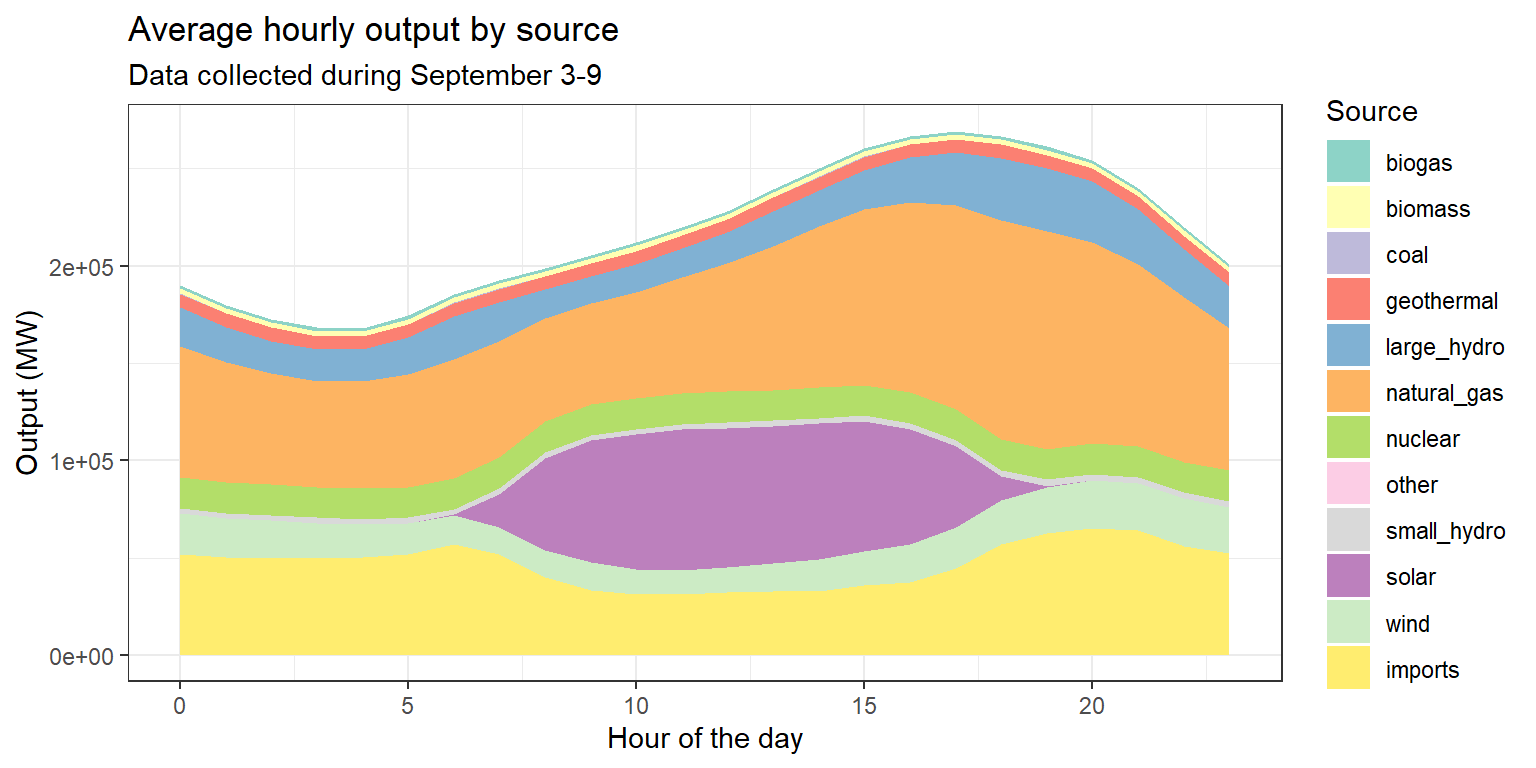 Average hourly output by source
Data collected during September 3-9
Output (MW)
2e+05
1e+05
0e+00
0 5 10 15 20
Hour of the day
Source
biogas
biomass
coal
geothermal
large_hydro
natural_gas
nuclear
other
small_hydro
solar
wind
imports